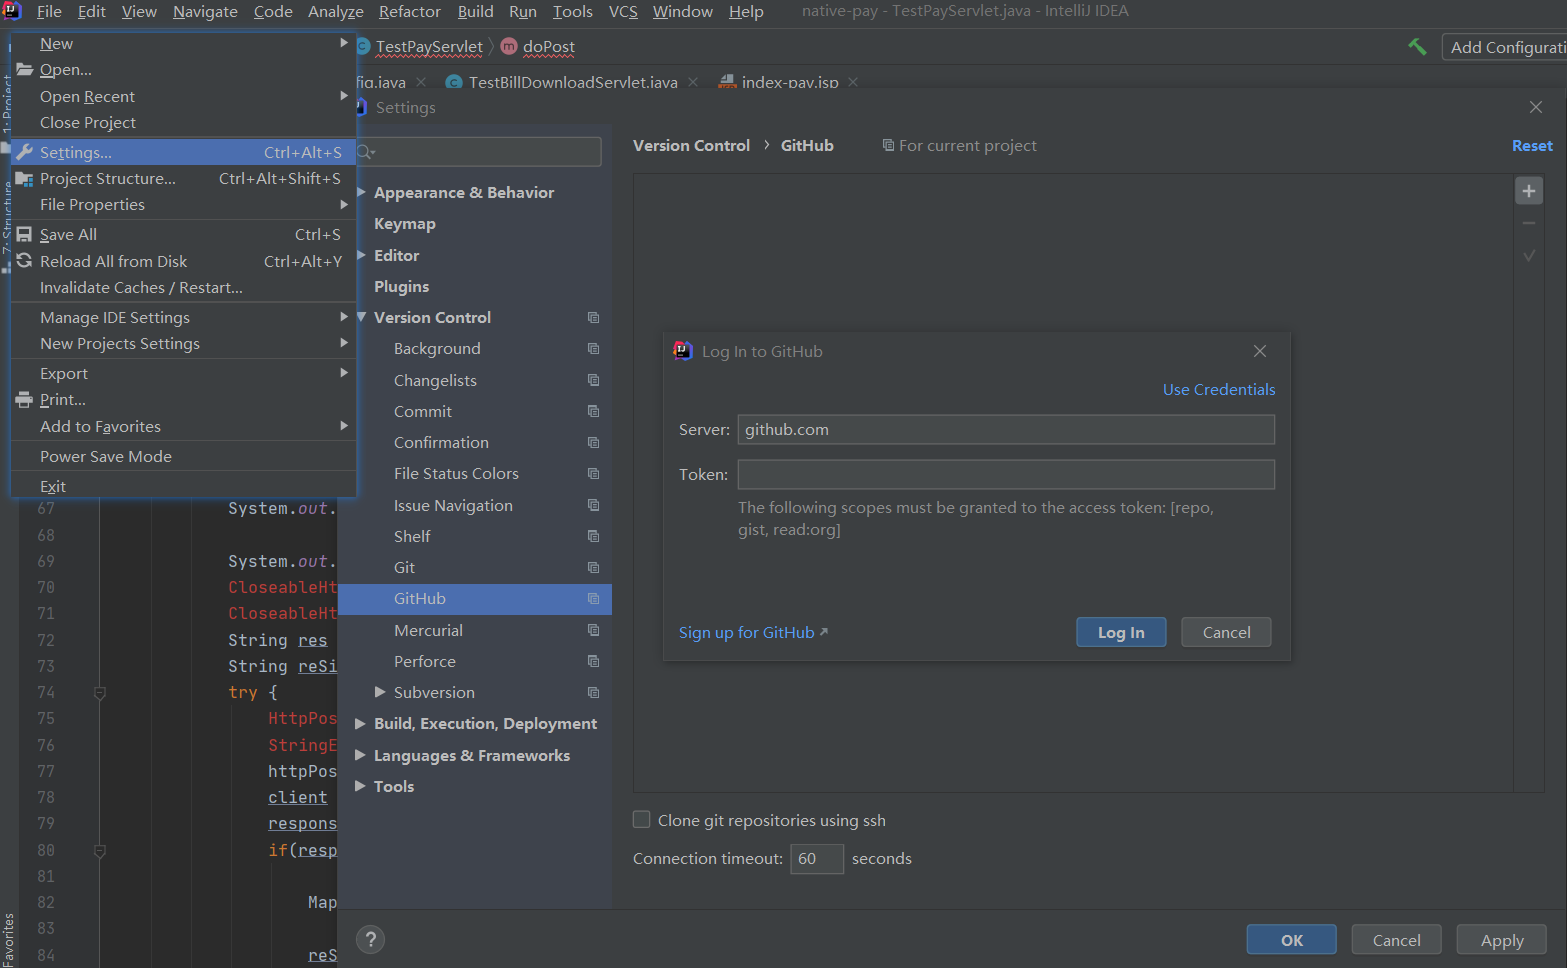 File Edit View Navigate Code Analyze Refactor Build Run Tools VCS Window Help native-pay - TestPayServlet.java - IntelliJ IDEA
TestPayServlet doPost
Add Configurati
fig.java TestBillDownloadServlet.java index-pay.jsp
1: Project
Z: Structure
Favorites
New
Open...
Open Recent
Close Project
Settings... Ctrl+Alt+S
Project Structure... Ctrl+Alt+Shift+S
File Properties
Save All Ctrl+S
Reload All from Disk Ctrl+Alt+Y
Invalidate Caches / Restart...
Manage IDE Settings
New Projects Settings
Export
Print...
Add to Favorites
Power Save Mode
Exit
67 System.out.
68
69 System.out.
70 CloseableHt
71 CloseableHt
72 String res
73 String reSi
74 try {
75 HttpPos
76 StringE
77 httpPos
78 client
79 respons
80 if(resp
81
82 Map
83
84 reS
Settings
Appearance & Behavior
Keymap
Editor
Plugins
Version Control
Background
Changelists
Commit
Confirmation
File Status Colors
Issue Navigation
Shelf
Git
GitHub
Mercurial
Perforce
Subversion
Build, Execution, Deployment
Languages & Frameworks
Tools
Version Control › GitHub For current project Reset
Log In to GitHub
Use Credentials
Server: github.com
Token:
The following scopes must be granted to the access token: [repo,
gist, read:org]
Sign up for GitHub Log In Cancel
Clone git repositories using ssh
Connection timeout: 60 seconds
? OK Cancel Apply